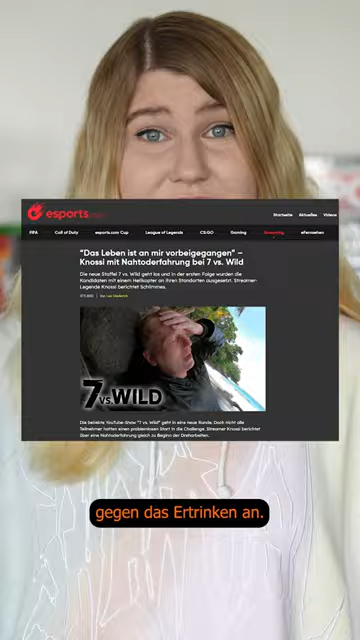 esports.com
Startseite Aktuelles Videos
FIFA Call of Duty esports.com Cup League of Legends CS:GO Gaming Streaming eFernsehen
"Das Leben ist an mir vorbeigegangen" –
Knossi mit Nahtoderfahrung bei 7 vs. Wild
Die neue Staffel 7 vs. Wild geht los und in der ersten Folge wurden die
Kandidaten mit einem Helikopter an ihren Standorten ausgesetzt. Streamer-
Legende Knossi berichtet Schlimmes.
7 VS WILD
Die beliebte YouTube-Show "7 vs. Wild" geht in eine neue Runde. Doch nicht alle
Teilnehmer hatten einen problemlosen Start in die Challenge. Streamer Knossi berichtet
über eine Nahtoderfahrung gleich zu Beginn der Dreharbeiten.
gegen das Ertrinken an.